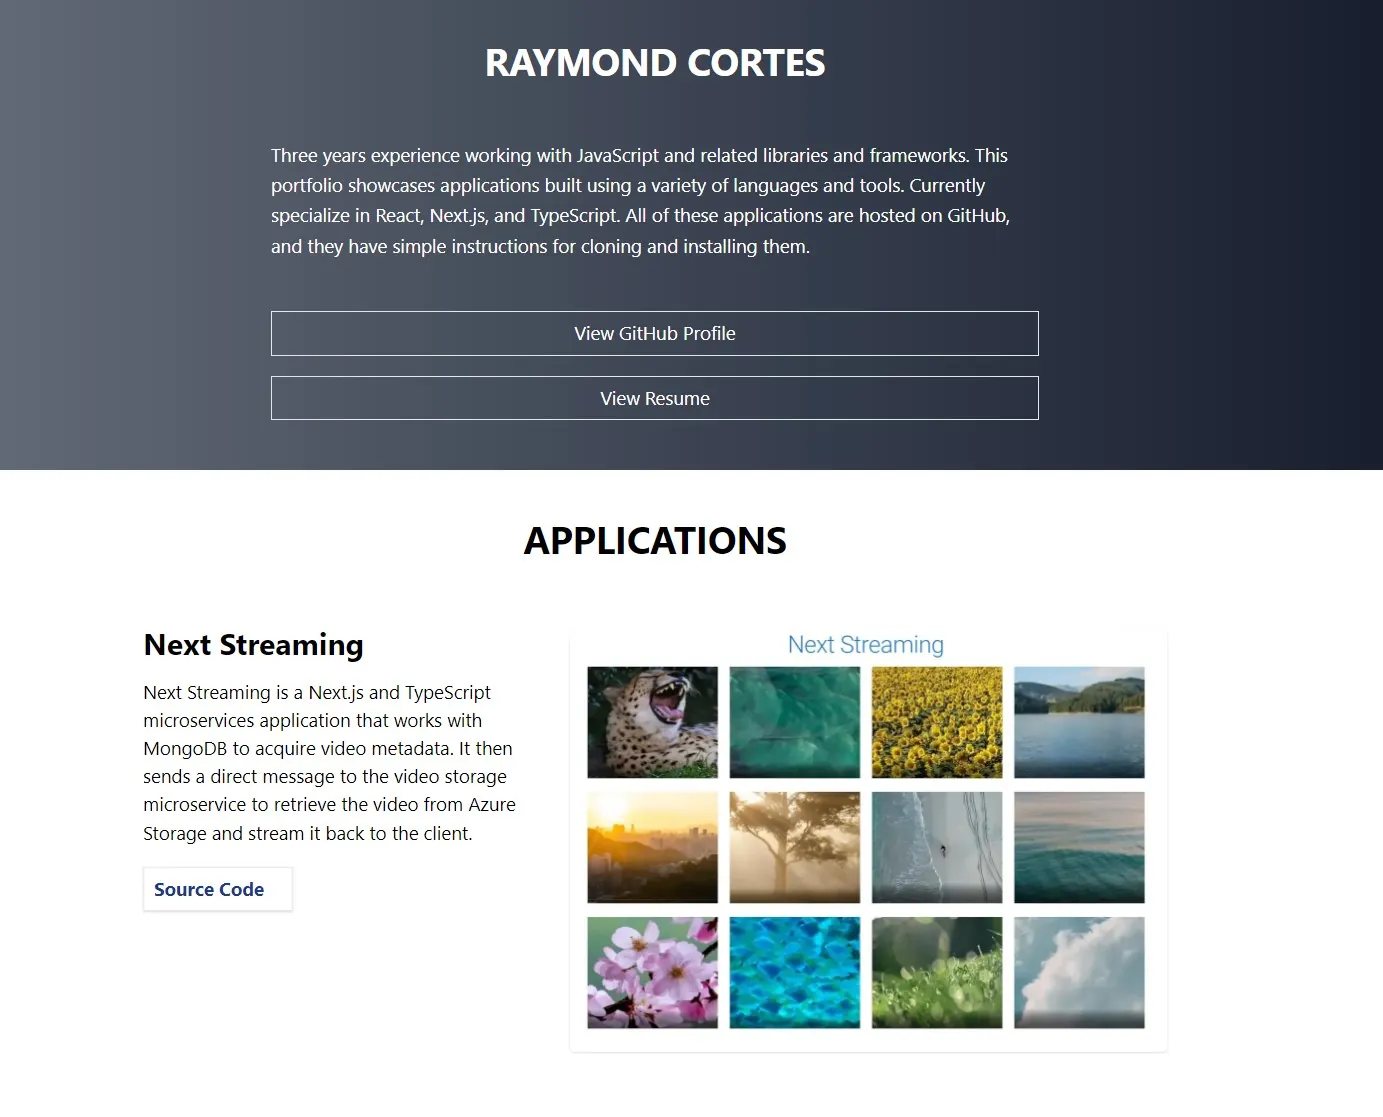 RAYMOND CORTES
Three years experience working with JavaScript and related libraries and frameworks. This
portfolio showcases applications built using a variety of languages and tools. Currently
specialize in React, Next.js, and TypeScript. All of these applications are hosted on GitHub,
and they have simple instructions for cloning and installing them.
View GitHub Profile
View Resume
APPLICATIONS
Next Streaming
Next Streaming is a Next.js and TypeScript
microservices application that works with
MongoDB to acquire video metadata. It then
sends a direct message to the video storage
microservice to retrieve the video from Azure
Storage and stream it back to the client.
Source Code
Next Streaming